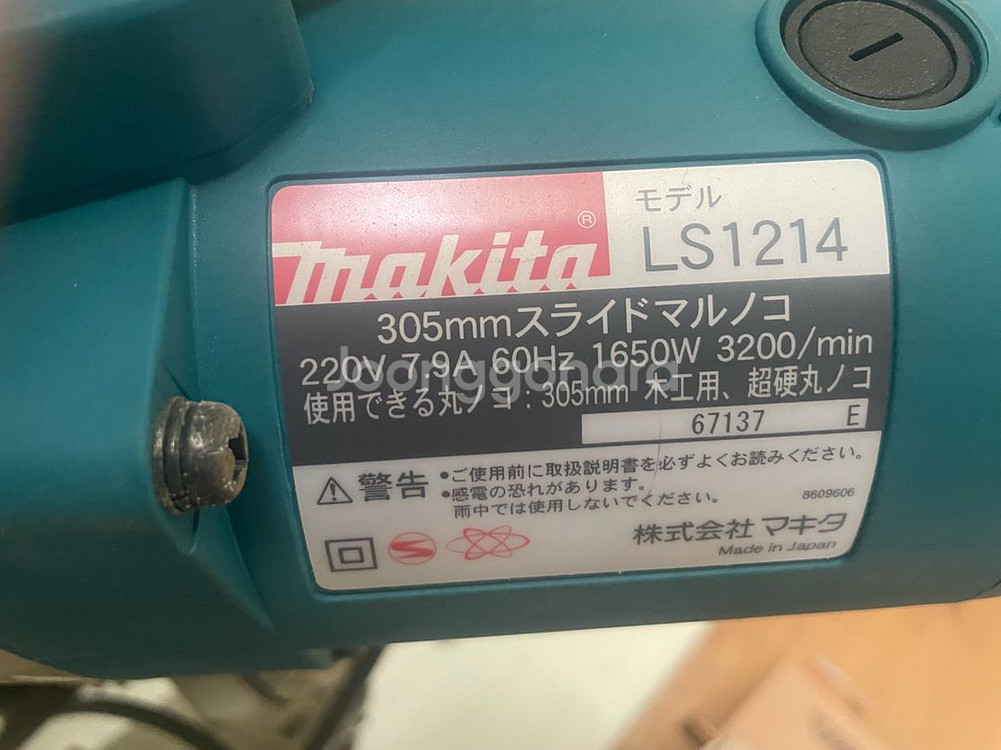 makita®
モデル
LS1214
305mmスライドマルノコ
220V 7.9A 60Hz 1650W 3200/min
使用できる丸ノコ：305mm 木工用、超硬丸ノコ
67137 E
警告
•ご使用前に取扱説明書を必ずよくお読みください。
•感電の恐れがあります。
雨中では使用しないでください。
8609606
株式会社 マキタ
Made in Japan
joonggonara